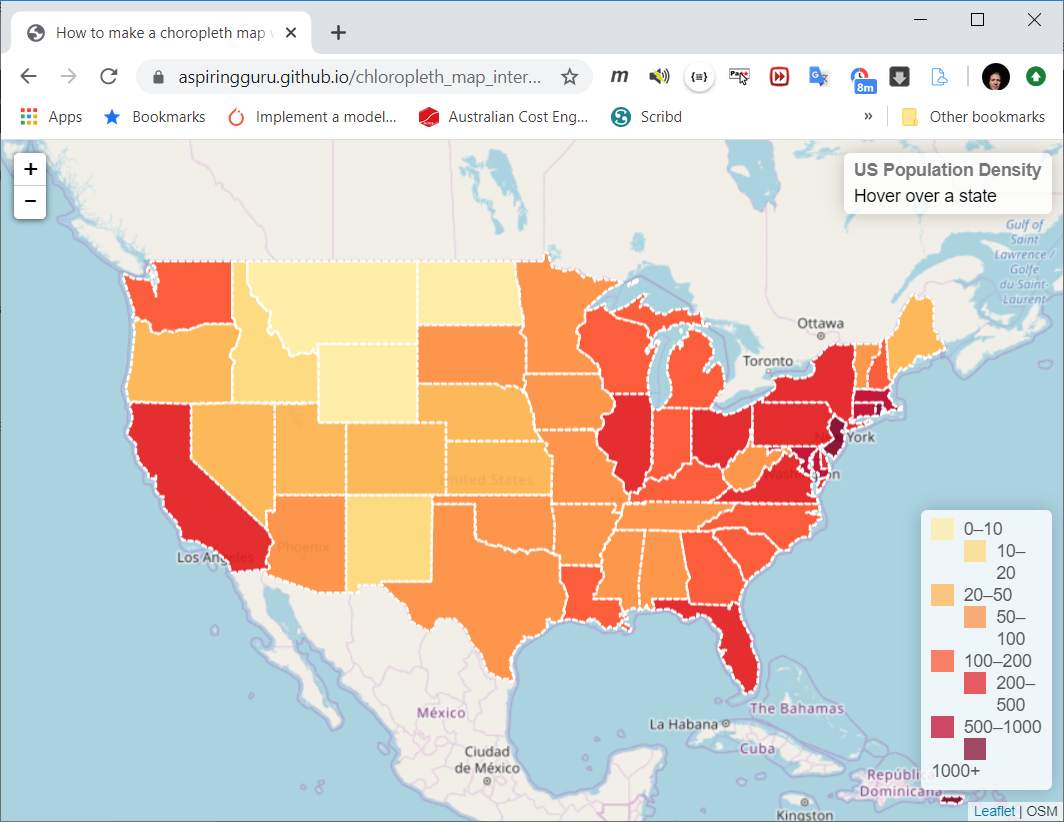 How to make a choropleth map w
aspiringguru.github.io/chloropleth_map_inter...
m
{≡}
8m
Apps
Bookmarks
Implement a model...
Australian Cost Eng...
Scribd
»
Other bookmarks
+
−
US Population Density
Hover over a state
Gulf of
Saint
Lawrence /
Golfe
du Saint-
Laurent
Ottawa
Toronto
New York
Washington
United States
Los Angeles
Phoenix
0–10
10–
20
20–50
50–
100
100–200
200–
500
500–1000
1000+
The Bahamas
La Habana
México
Cuba
Ciudad
de México
República
Dominicana
Kingston
Leaflet | OSM